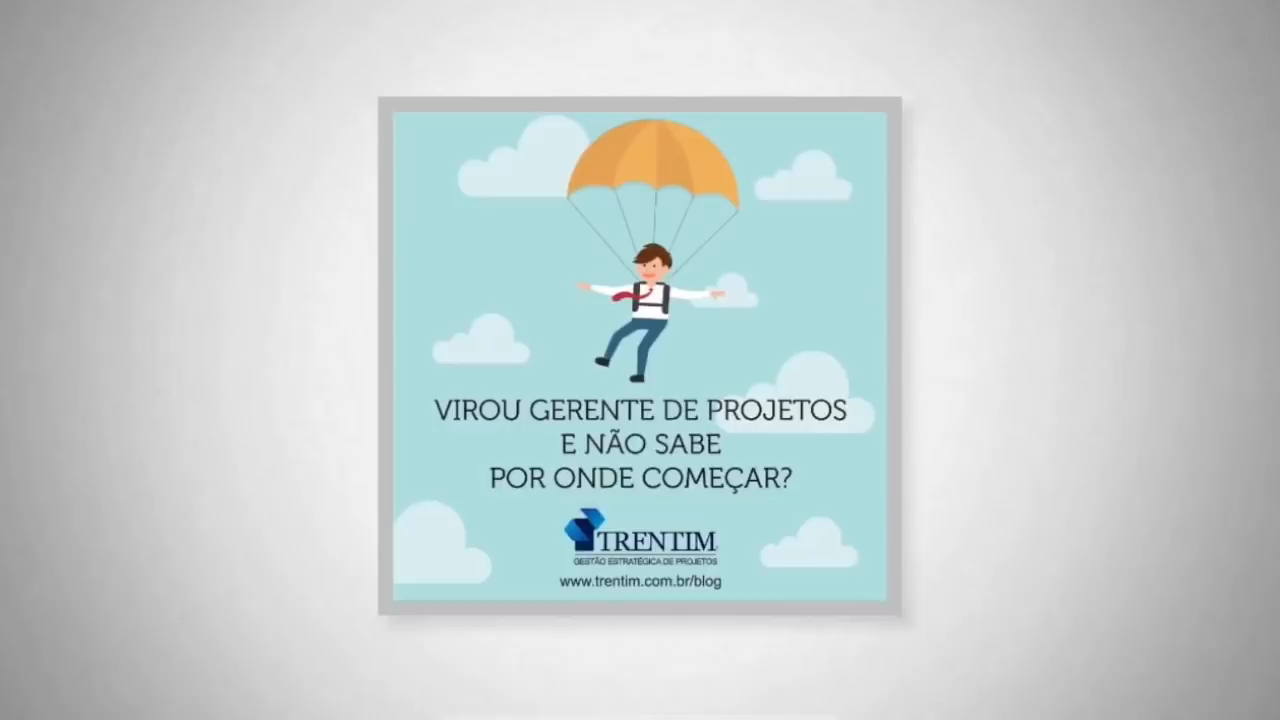 VIROU GERENTE DE PROJETOS
E NÃO SABE
POR ONDE COMEÇAR?
TRENTIM
GESTÃO ESTRATÉGICA DE PROJETOS
www.trentim.com.br/blog